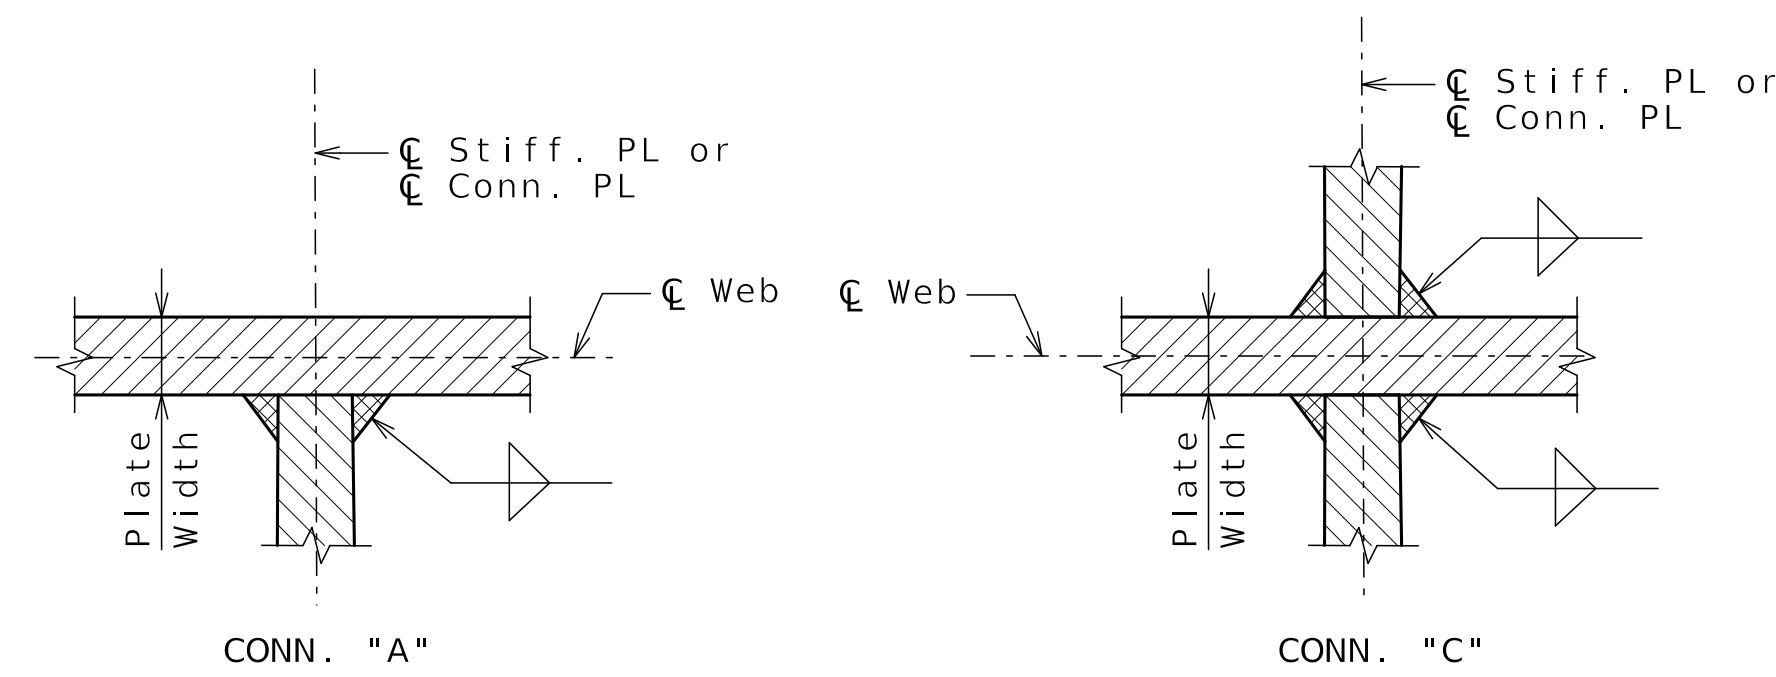 ℄ Stiff. PL or
℄ Conn. PL
℄ Web
Plate
Width
CONN. "A"
℄ Stiff. PL or
℄ Conn. PL
℄ Web
Plate
Width
CONN. "C"